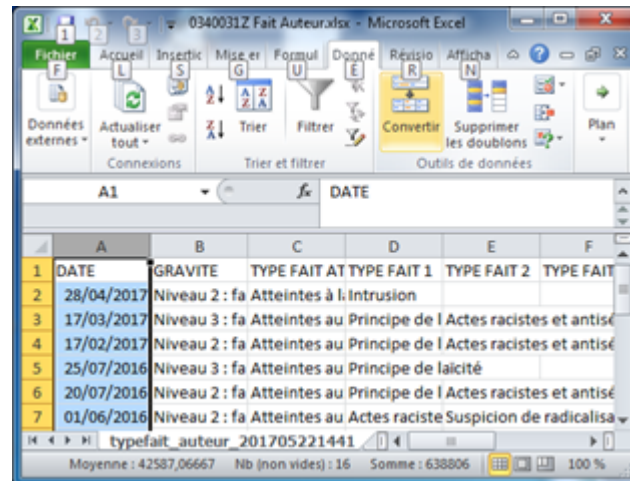 0340031Z Fait Auteur.xlsx - Microsoft Excel
1 2 3
Fichier Accueil Insertic Mise er Formul Donné Révisio Afficha
F L S G U É R N
Données externes
Actualiser tout
Connexions
Trier
Filtrer
Trier et filtrer
Convertir
Supprimer les doublons
Outils de données
Plan
A1 fx DATE
A B C D E F
1 DATE GRAVITE TYPE FAIT AT TYPE FAIT 1 TYPE FAIT 2 TYPE FAIT
2 28/04/2017 Niveau 2 : fa Atteintes à la Intrusion
3 17/03/2017 Niveau 3 : fa Atteintes au Principe de l Actes racistes et antisé
4 17/02/2017 Niveau 2 : fa Atteintes au Principe de l Actes racistes et antisé
5 25/07/2016 Niveau 3 : fa Atteintes au Principe de laïcité
6 20/07/2016 Niveau 2 : fa Atteintes au Principe de l Actes racistes et antisé
7 01/06/2016 Niveau 2 : fa Atteintes au Actes raciste Suspicion de radicalisa
typefait_auteur_201705221441
Moyenne : 42587,06667 Nb (non vides) : 16 Somme : 638806 100 %